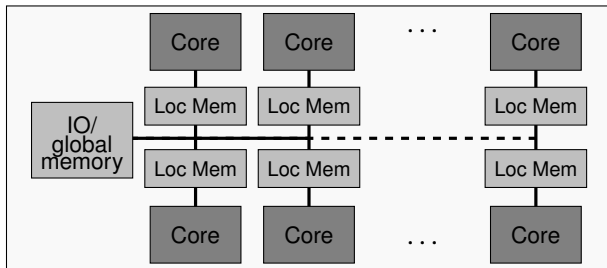 Core Core ... Core
Loc Mem Loc Mem Loc Mem
IO/
global
memory
Loc Mem Loc Mem Loc Mem
Core Core ... Core